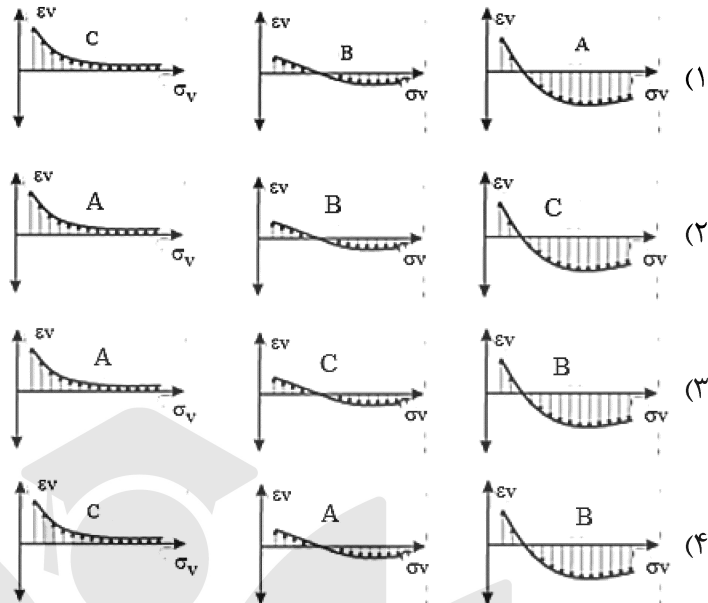 εv C σv εv B σv εv A σv (۱
εv A σv εv B σv εv C σv (۲
εv A σv εv C σv εv B σv (۳
εv C σv εv A σv εv B σv (۴